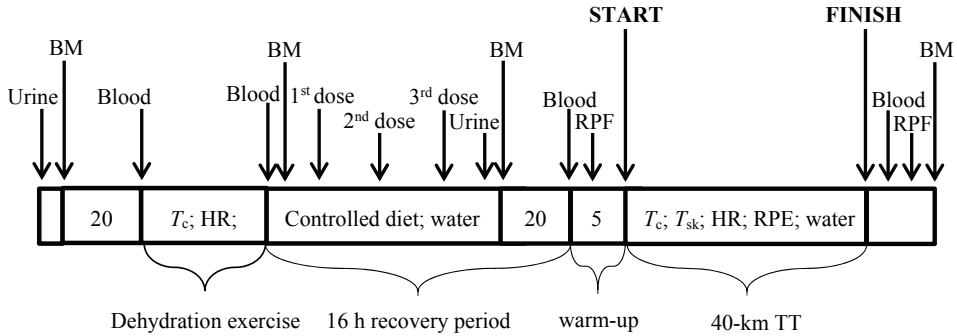 START FINISH
BM BM BM BM
Urine Blood Blood 1st dose 2nd dose 3rd dose Urine Blood RPF Blood RPF
20 Tc; HR; Controlled diet; water 20 5 Tc; Tsk; HR; RPE; water
Dehydration exercise 16 h recovery period warm-up 40-km TT